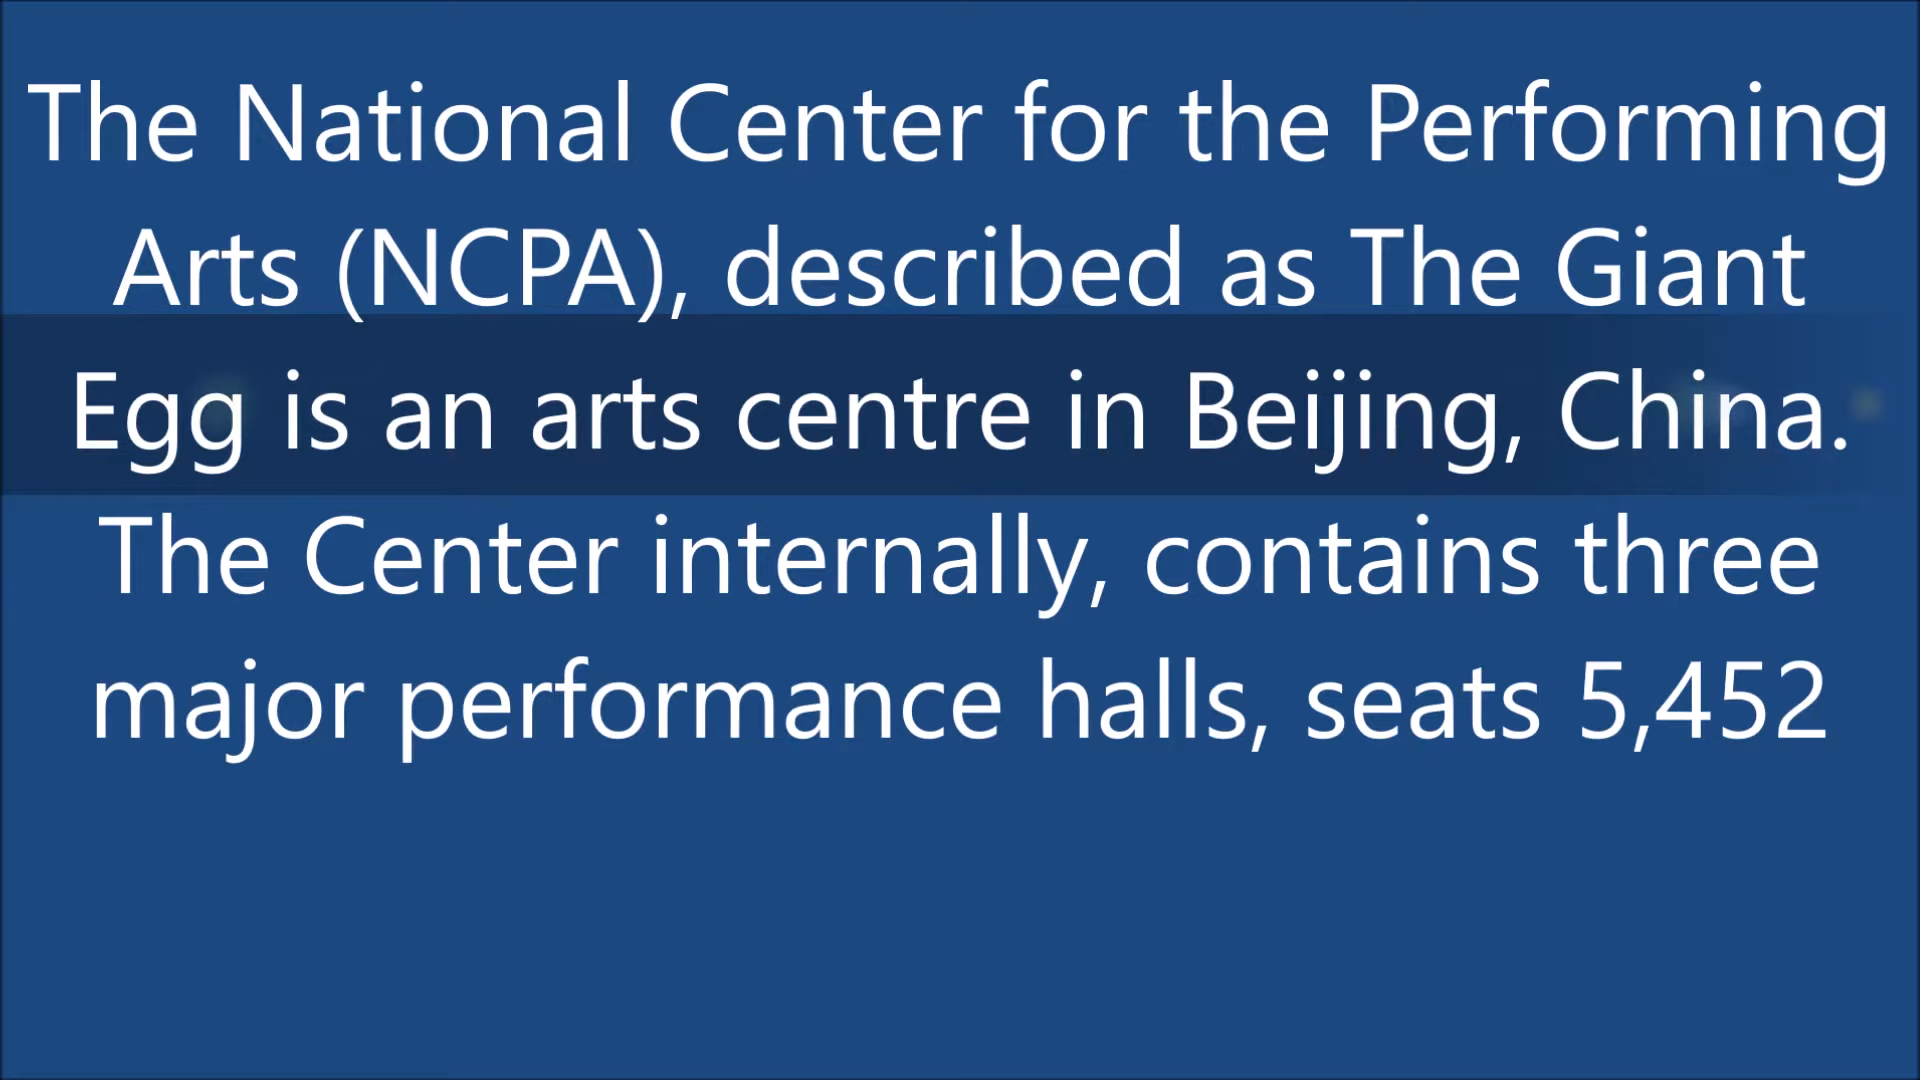 The National Center for the Performing
Arts (NCPA), described as The Giant
Egg is an arts centre in Beijing, China.
The Center internally, contains three
major performance halls, seats 5,452